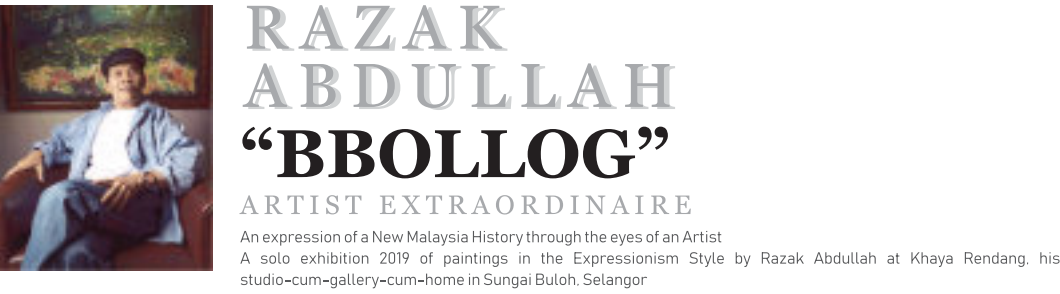 RAZAK
ABDULLAH
“BBOLLOG”
ARTIST EXTRAORDINAIRE
An expression of a New Malaysia History through the eyes of an Artist
A solo exhibition 2019 of paintings in the Expressionism Style by Razak Abdullah at Khaya Rendang, his
studio-cum-gallery-cum-home in Sungai Buloh, Selangor